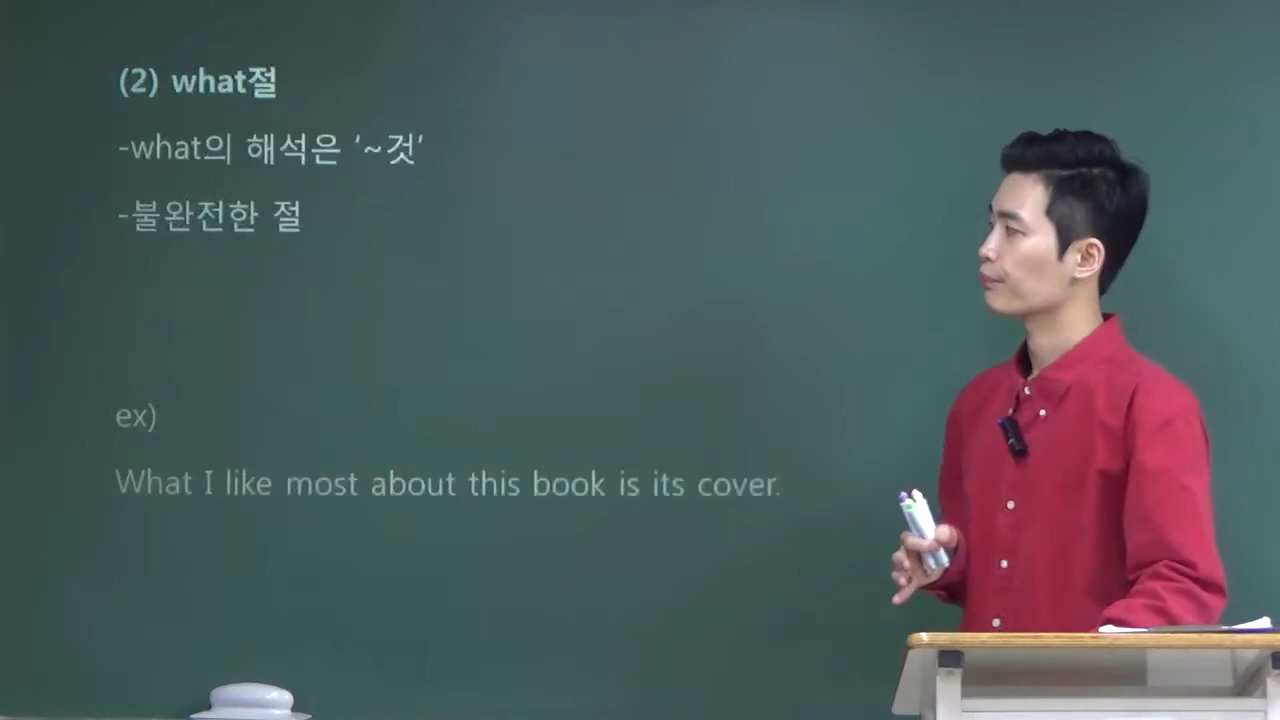 (2) what절
-what의 해석은 ‘~것’
-불완전한 절
ex)
What I like most about this book is its cover.